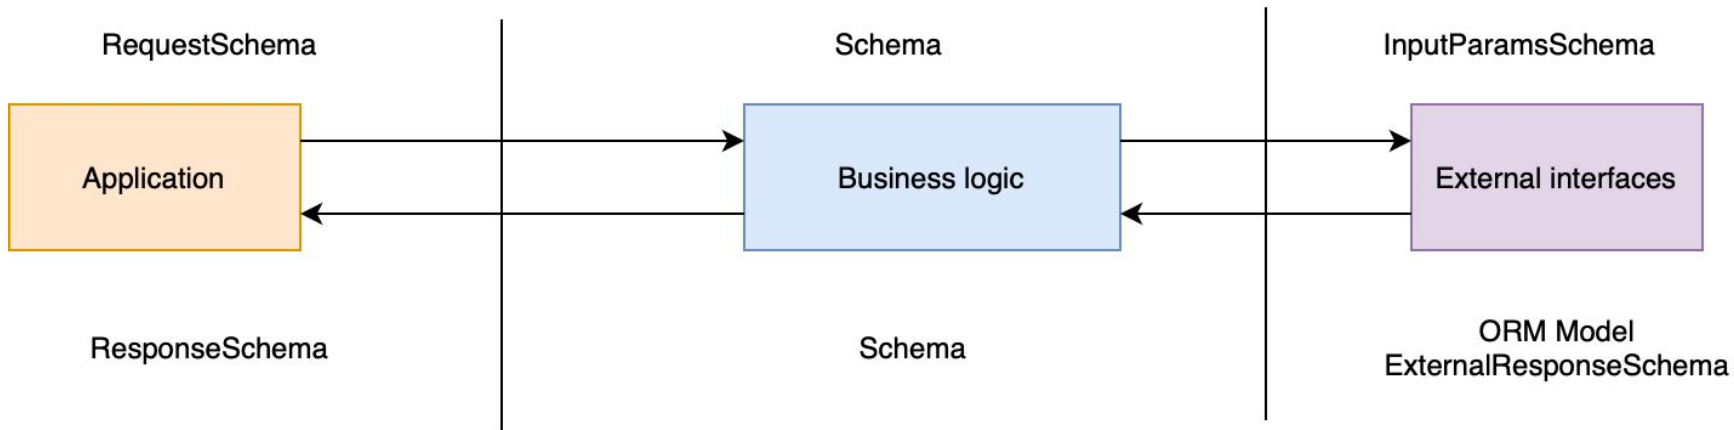 RequestSchema
Schema
InputParamsSchema
Application
Business logic
External interfaces
ResponseSchema
Schema
ORM Model
ExternalResponseSchema